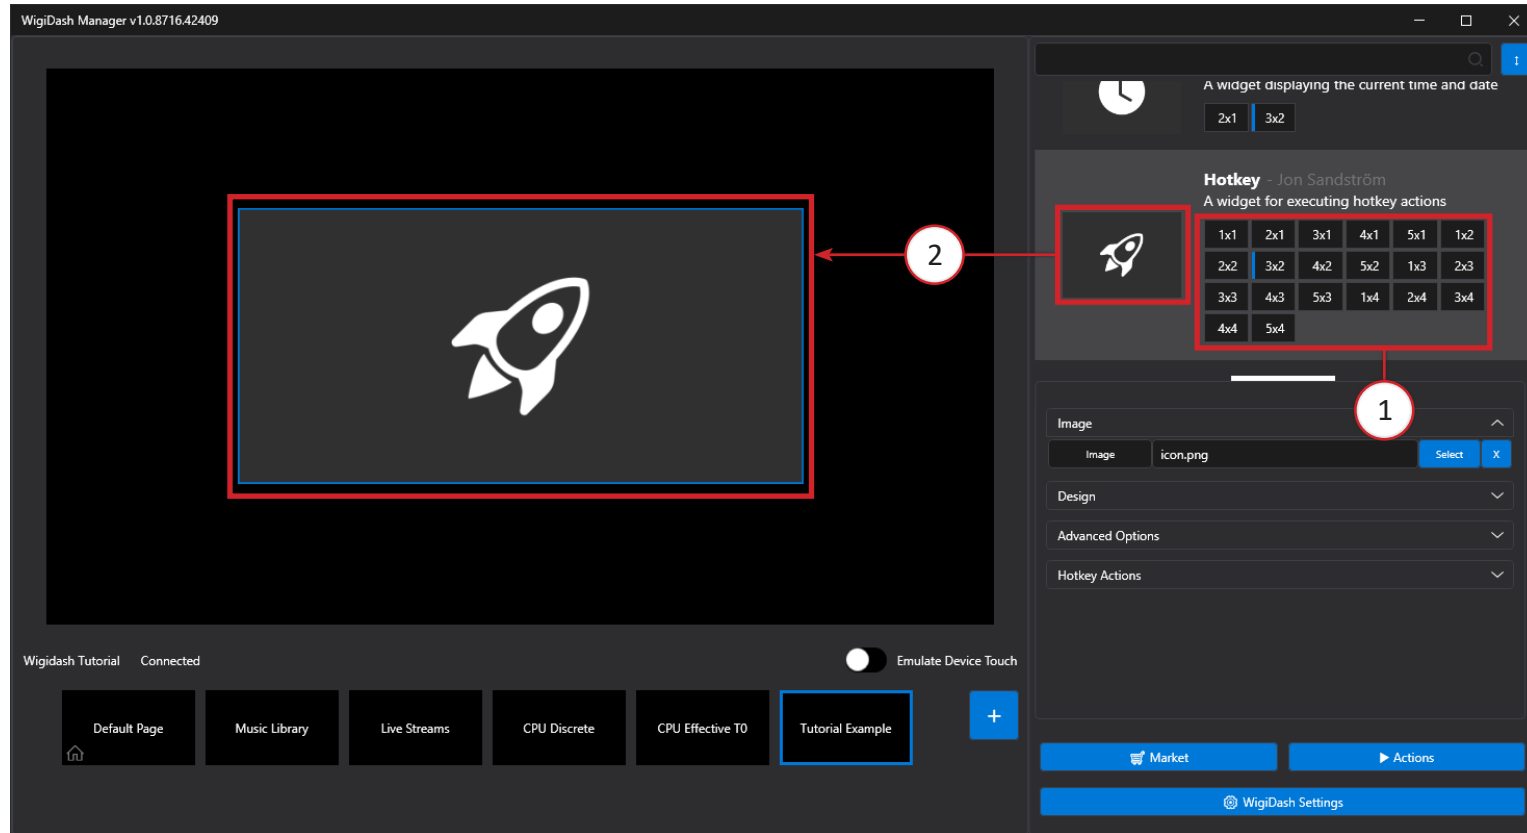 WigiDash Manager v1.0.8716.42409
A widget displaying the current time and date
2x1 3x2
Hotkey - Jon Sandström
A widget for executing hotkey actions
1x1 2x1 3x1 4x1 5x1 1x2
2x2 3x2 4x2 5x2 1x3 2x3
3x3 4x3 5x3 1x4 2x4 3x4
4x4 5x4
2
1
Image
Image icon.png Select X
Design
Advanced Options
Hotkey Actions
Wigidash Tutorial Connected
Emulate Device Touch
Default Page Music Library Live Streams CPU Discrete CPU Effective T0 Tutorial Example +
Market Actions
WigiDash Settings